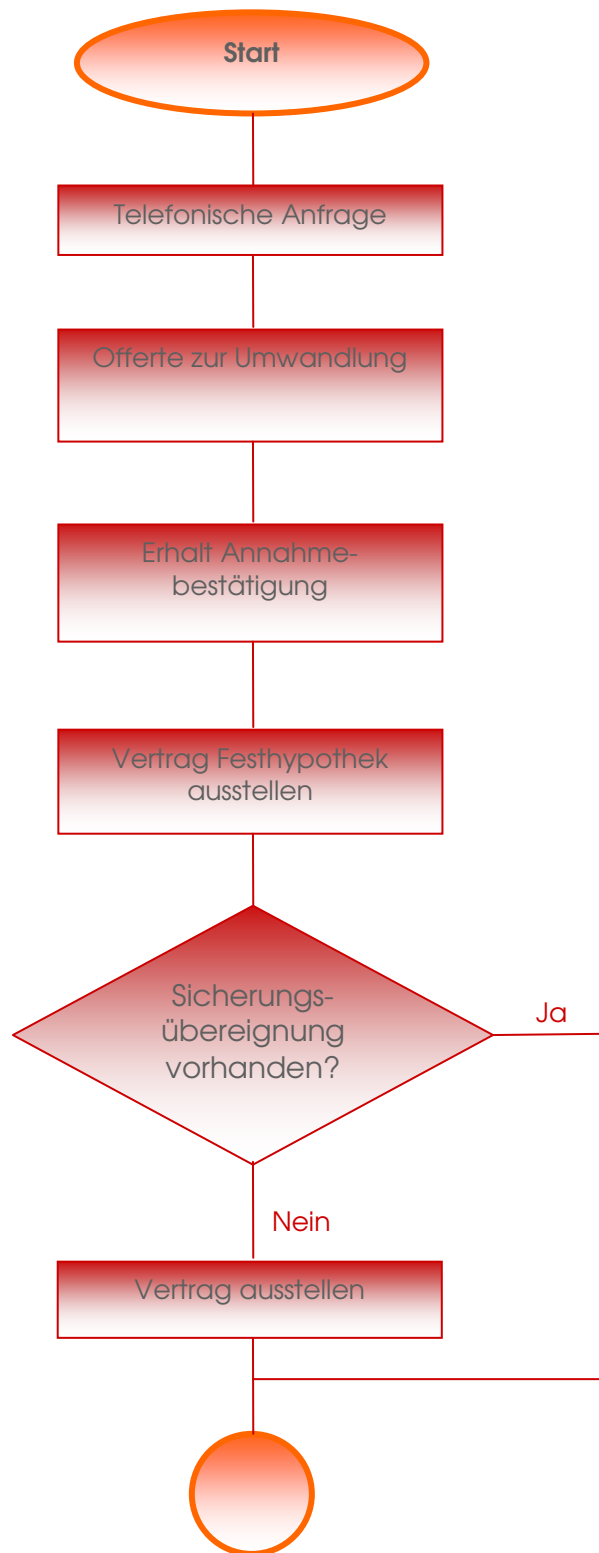 Start
Telefonische Anfrage
Offerte zur Umwandlung
Erhalt Annahme-
bestätigung
Vertrag Festhypothek
ausstellen
Sicherungs-
übereignung
vorhanden?
Ja
Nein
Vertrag ausstellen